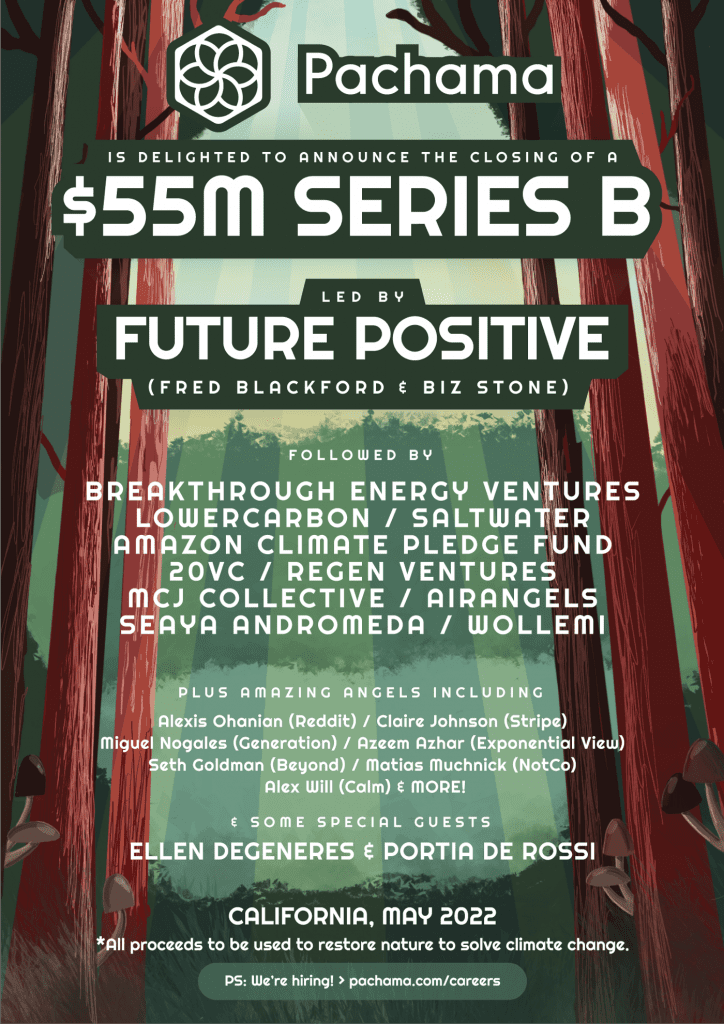 Pachama
IS DELIGHTED TO ANNOUNCE THE CLOSING OF A
$55M SERIES B
LED BY
FUTURE POSITIVE
(FRED BLACKFORD & BIZ STONE)
FOLLOWED BY
BREAKTHROUGH ENERGY VENTURES
LOWERCARBON / SALTWATER
AMAZON CLIMATE PLEDGE FUND
20VC / REGEN VENTURES
MCJ COLLECTIVE / AIRANGELS
SEAYA ANDROMEDA / WOLLEMI
PLUS AMAZING ANGELS INCLUDING
Alexis Ohanian (Reddit) / Claire Johnson (Stripe)
Miguel Nogales (Generation) / Azeem Azhar (Exponential View)
Seth Goldman (Beyond) / Matias Muchnick (NotCo)
Alex Will (Calm) & MORE!
& SOME SPECIAL GUESTS
ELLEN DEGENERES & PORTIA DE ROSSI
CALIFORNIA, MAY 2022
*All proceeds to be used to restore nature to solve climate change.
PS: We're hiring! > pachama.com/careers